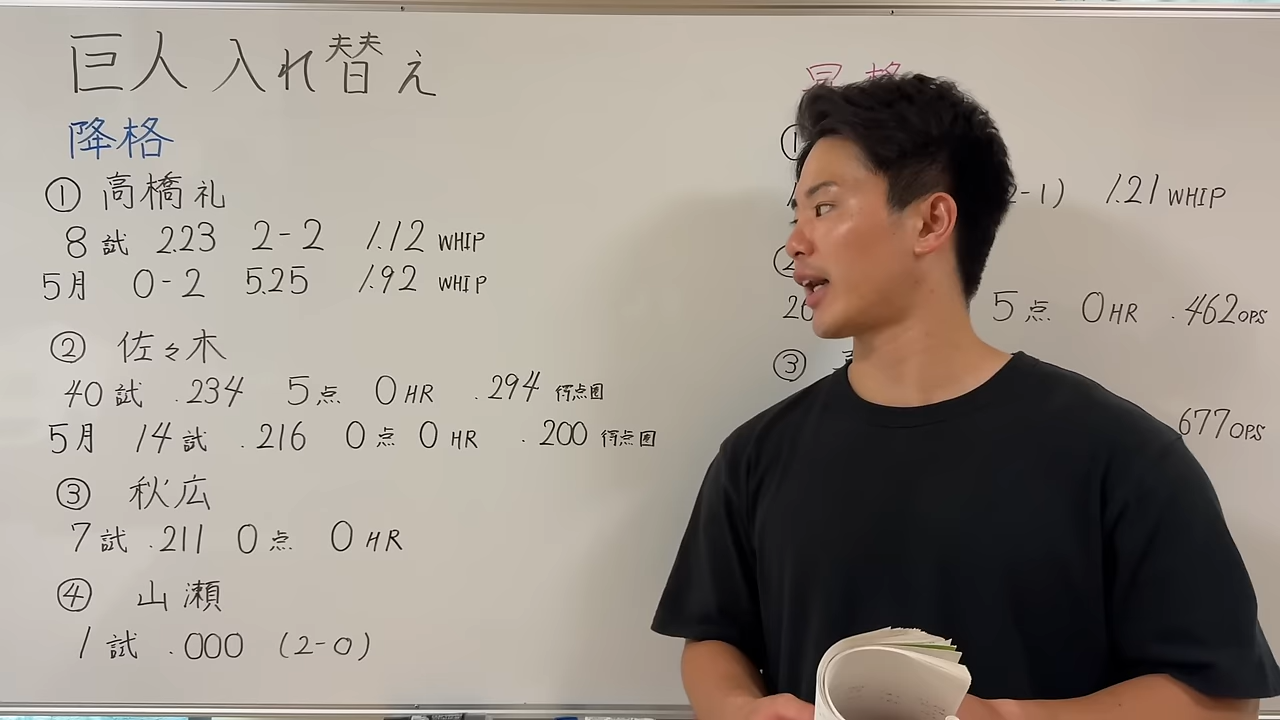 巨人 入れ替え
降格
① 高橋礼
8試 2.23 2-2 1.12 WHIP
5月 0-2 5.25 1.92 WHIP
② 佐々木
40試 .234 5点 0HR .294 得点圏
5月 14試 .216 0点 0HR .200 得点圏
③ 秋広
7試 .211 0点 0HR
④ 山瀬
1試 .000 (2-0)
昇格
①
2-1) 1.21 WHIP
②
5点 0HR .462 OPS
③
677 OPS